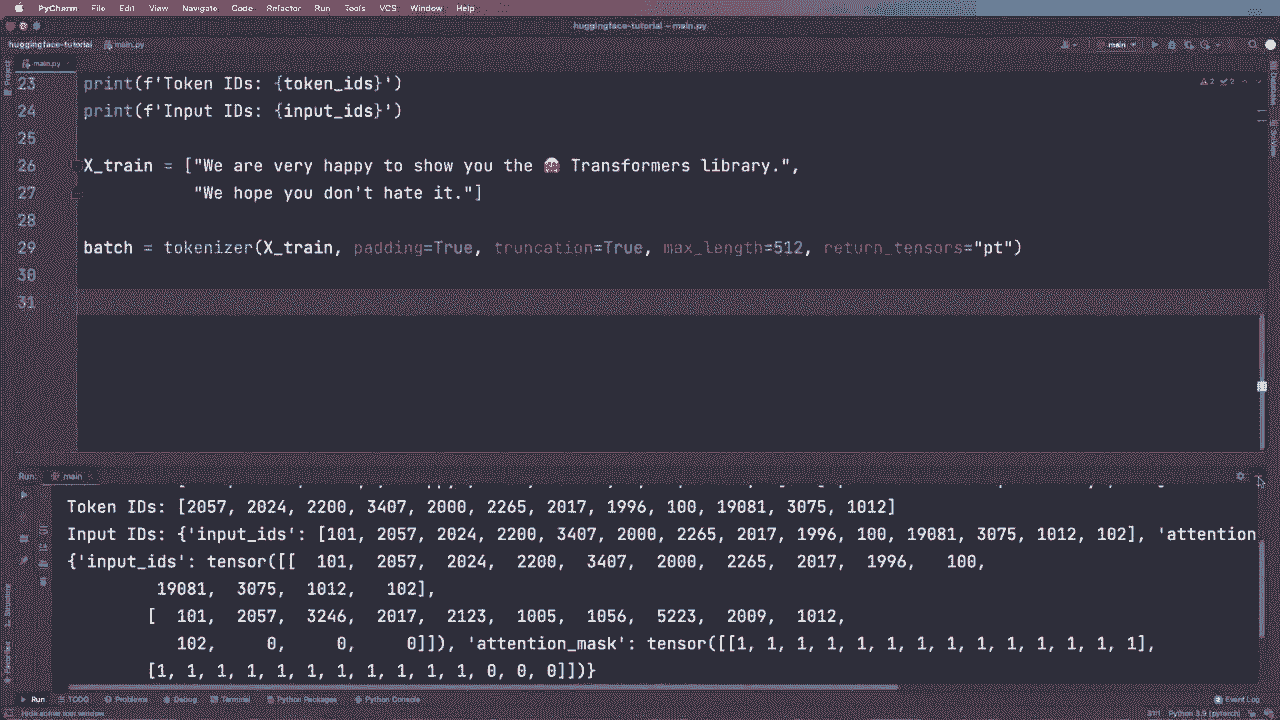 PyCharm File Edit View Navigate Code Refactor Run Tools VCS Window Help
huggingface-tutorial – main.py
huggingface-tutorial main.py main
Project main.py
23 print(f'Token IDs: {token_ids}')
24 print(f'Input IDs: {input_ids}')
25
26 X_train = ["We are very happy to show you the 🤗 Transformers library.",
27 "We hope you don't hate it."]
28
29 batch = tokenizer(X_train, padding=True, truncation=True, max_length=512, return_tensors="pt")
30
31
Run: main
Token IDs: [2057, 2024, 2200, 3407, 2000, 2265, 2017, 1996, 100, 19081, 3075, 1012]
Input IDs: {'input_ids': [101, 2057, 2024, 2200, 3407, 2000, 2265, 2017, 1996, 100, 19081, 3075, 1012, 102], 'attention
{'input_ids': tensor([[ 101, 2057, 2024, 2200, 3407, 2000, 2265, 2017, 1996, 100,
19081, 3075, 1012, 102],
[ 101, 2057, 3246, 2017, 2123, 1005, 1056, 5223, 2009, 1012,
102, 0, 0, 0]]), 'attention_mask': tensor([[1, 1, 1, 1, 1, 1, 1, 1, 1, 1, 1, 1, 1, 1],
[1, 1, 1, 1, 1, 1, 1, 1, 1, 1, 1, 0, 0, 0]])}
Run TODO Problems Debug Terminal Python Packages Python Console Event Log
Hide active tool window Python 3.9 (pytorch)